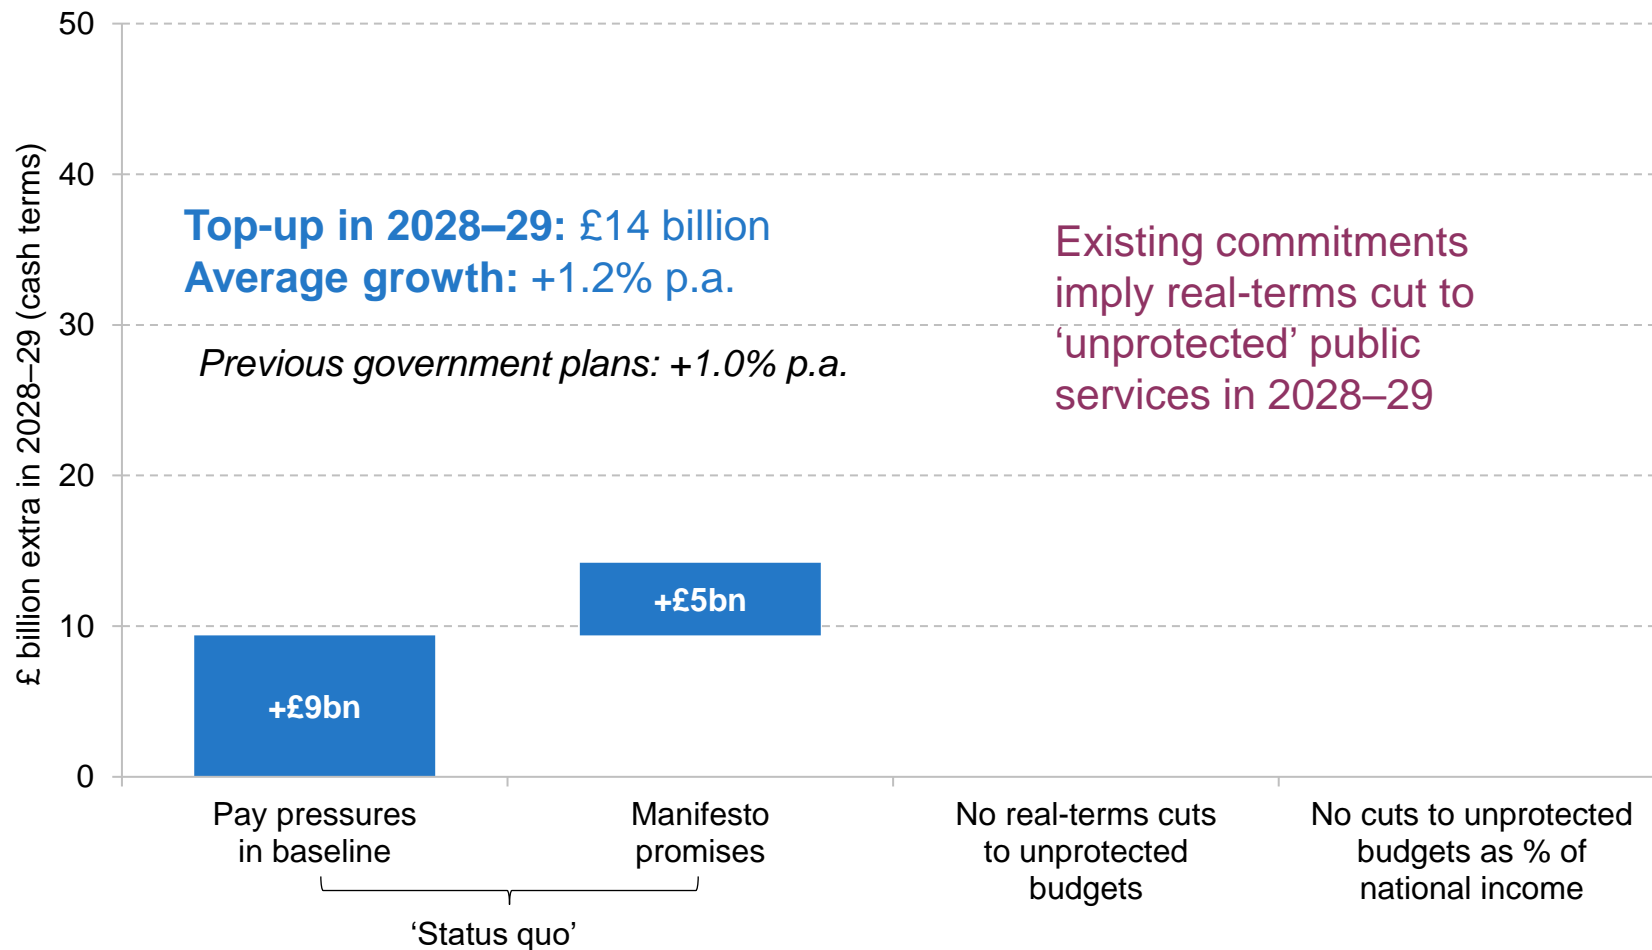 £ billion extra in 2028–29 (cash terms)
50
40
30
20
10
0
Top-up in 2028–29: £14 billion
Average growth: +1.2% p.a.
Previous government plans: +1.0% p.a.
Existing commitments
imply real-terms cut to
‘unprotected’ public
services in 2028–29
+£9bn
+£5bn
Pay pressures
in baseline
Manifesto
promises
No real-terms cuts
to unprotected
budgets
No cuts to unprotected
budgets as % of
national income
‘Status quo’